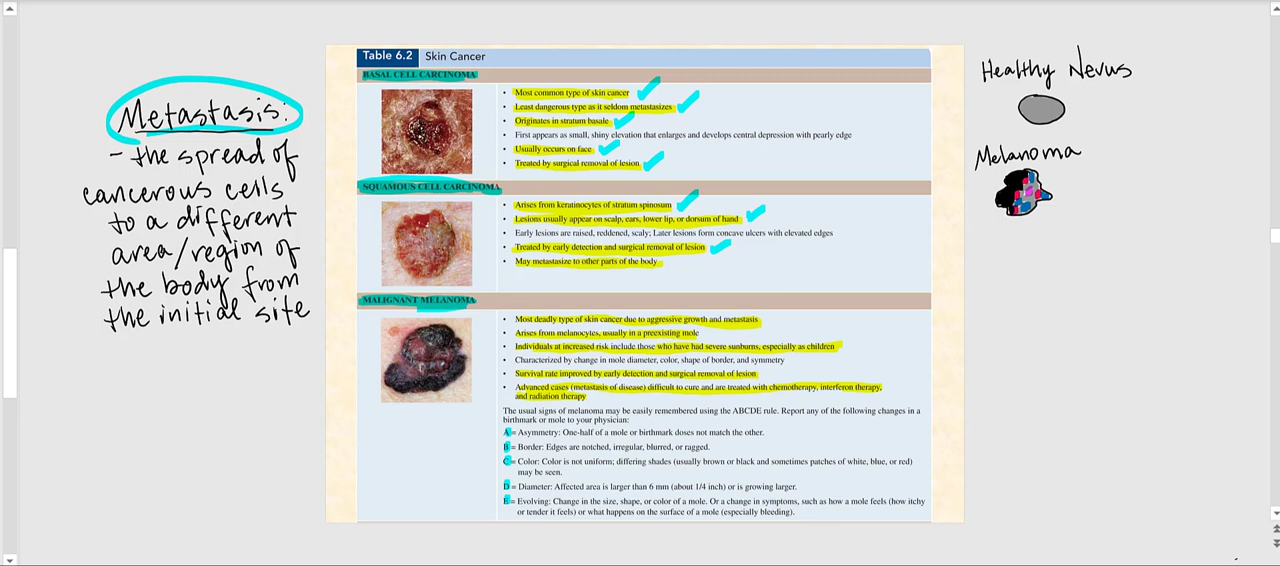 Metastasis:
- the spread of
cancerous cells
to a different
area/region of
the body from
the initial site
Table 6.2 Skin Cancer
BASAL CELL CARCINOMA
• Most common type of skin cancer
• Least dangerous type as it seldom metastasizes
• Originates in stratum basale
• First appears as small, shiny elevation that enlarges and develops central depression with pearly edge
• Usually occurs on face
• Treated by surgical removal of lesion
SQUAMOUS CELL CARCINOMA
• Arises from keratinocytes of stratum spinosum
• Lesions usually appear on scalp, ears, lower lip, or dorsum of hand
• Early lesions are raised, reddened, scaly; Later lesions form concave ulcers with elevated edges
• Treated by early detection and surgical removal of lesion
• May metastasize to other parts of the body
MALIGNANT MELANOMA
• Most deadly type of skin cancer due to aggressive growth and metastasis
• Arises from melanocytes, usually in a preexisting mole
• Individuals at increased risk include those who have had severe sunburns, especially as children
• Characterized by change in mole diameter, color, shape of border, and symmetry
• Survival rate improved by early detection and surgical removal of lesion
• Advanced cases (metastasis of disease) difficult to cure and are treated with chemotherapy, interferon therapy,
and radiation therapy
The usual signs of melanoma may be easily remembered using the ABCDE rule. Report any of the following changes in a
birthmark or mole to your physician:
A = Asymmetry: One-half of a mole or birthmark doses not match the other.
B = Border: Edges are notched, irregular, blurred, or ragged.
C = Color: Color is not uniform; differing shades (usually brown or black and sometimes patches of white, blue, or red)
may be seen.
D = Diameter: Affected area is larger than 6 mm (about 1/4 inch) or is growing larger.
E = Evolving: Change in the size, shape, or color of a mole. Or a change in symptoms, such as how a mole feels (how itchy
or tender it feels) or what happens on the surface of a mole (especially bleeding).
Healthy Nevus
Melanoma